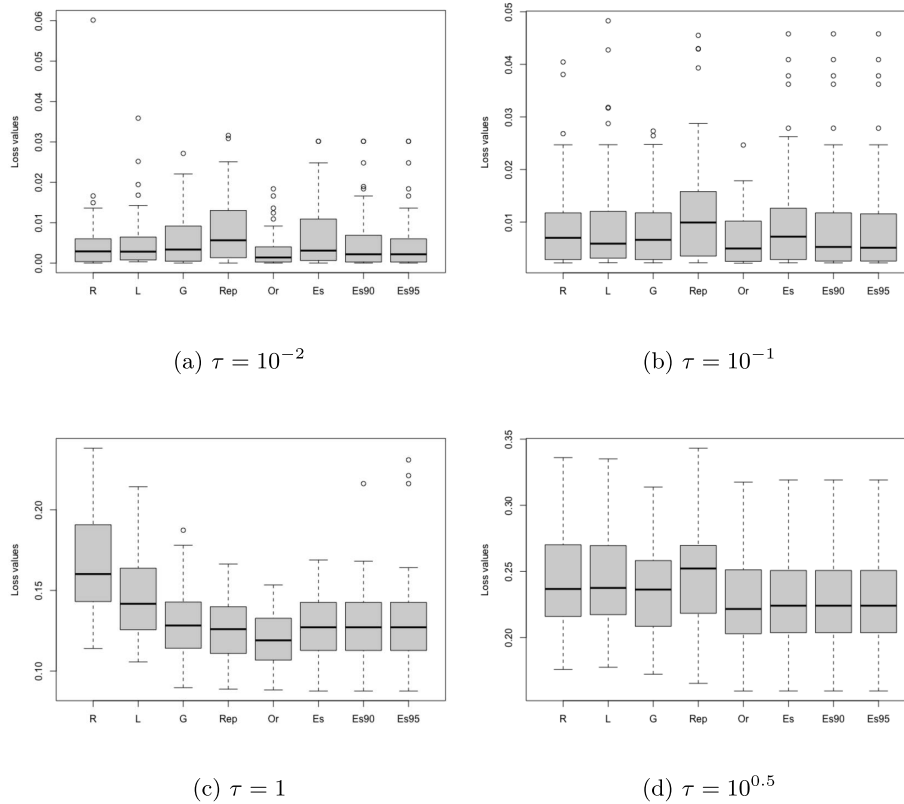 Loss values
0.00 0.01 0.02 0.03 0.04 0.05 0.06
R L G Rep Or Es Es90 Es95
(a) τ = 10⁻²
Loss values
0.01 0.02 0.03 0.04 0.05
R L G Rep Or Es Es90 Es95
(b) τ = 10⁻¹
Loss values
0.10 0.15 0.20
R L G Rep Or Es Es90 Es95
(c) τ = 1
Loss values
0.20 0.25 0.30 0.35
R L G Rep Or Es Es90 Es95
(d) τ = 10⁰·⁵